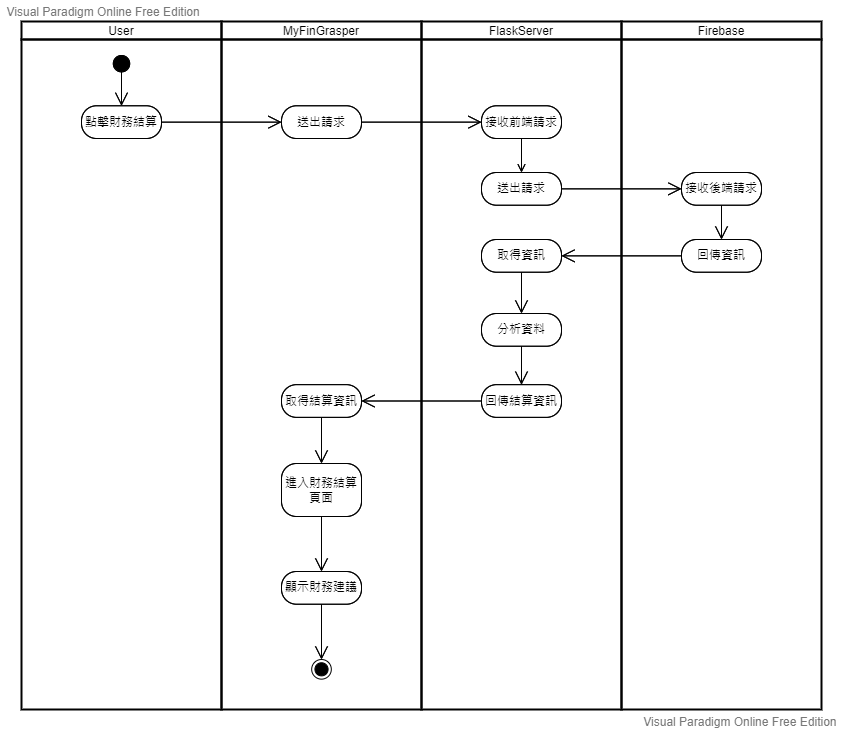 Visual Paradigm Online Free Edition
User
MyFinGrasper
FlaskServer
Firebase
點擊財務結算
送出請求
接收前端請求
送出請求
接收後端請求
取得資訊
回傳資訊
分析資料
取得結算資訊
回傳結算資訊
進入財務結算
頁面
顯示財務建議
Visual Paradigm Online Free Edition